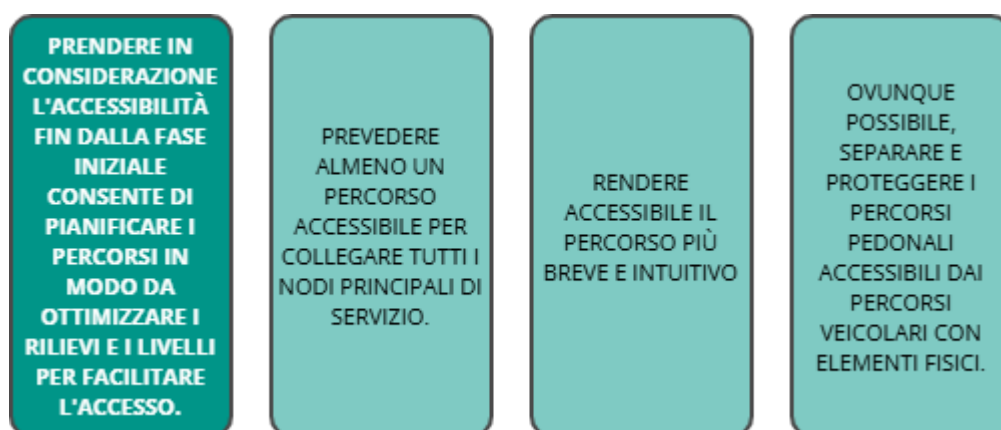 PRENDERE IN
CONSIDERAZIONE
L'ACCESSIBILITÀ
FIN DALLA FASE
INIZIALE
CONSENTE DI
PIANIFICARE I
PERCORSI IN
MODO DA
OTTIMIZZARE I
RILIEVI E I LIVELLI
PER FACILITARE
L'ACCESSO.
PREVEDERE
ALMENO UN
PERCORSO
ACCESSIBILE PER
COLLEGARE TUTTI I
NODI PRINCIPALI DI
SERVIZIO.
RENDERE
ACCESSIBILE IL
PERCORSO PIÙ
BREVE E INTUITIVO
OVUNQUE
POSSIBILE,
SEPARARE E
PROTEGGERE I
PERCORSI
PEDONALI
ACCESSIBILI DAI
PERCORSI
VEICOLARI CON
ELEMENTI FISICI.